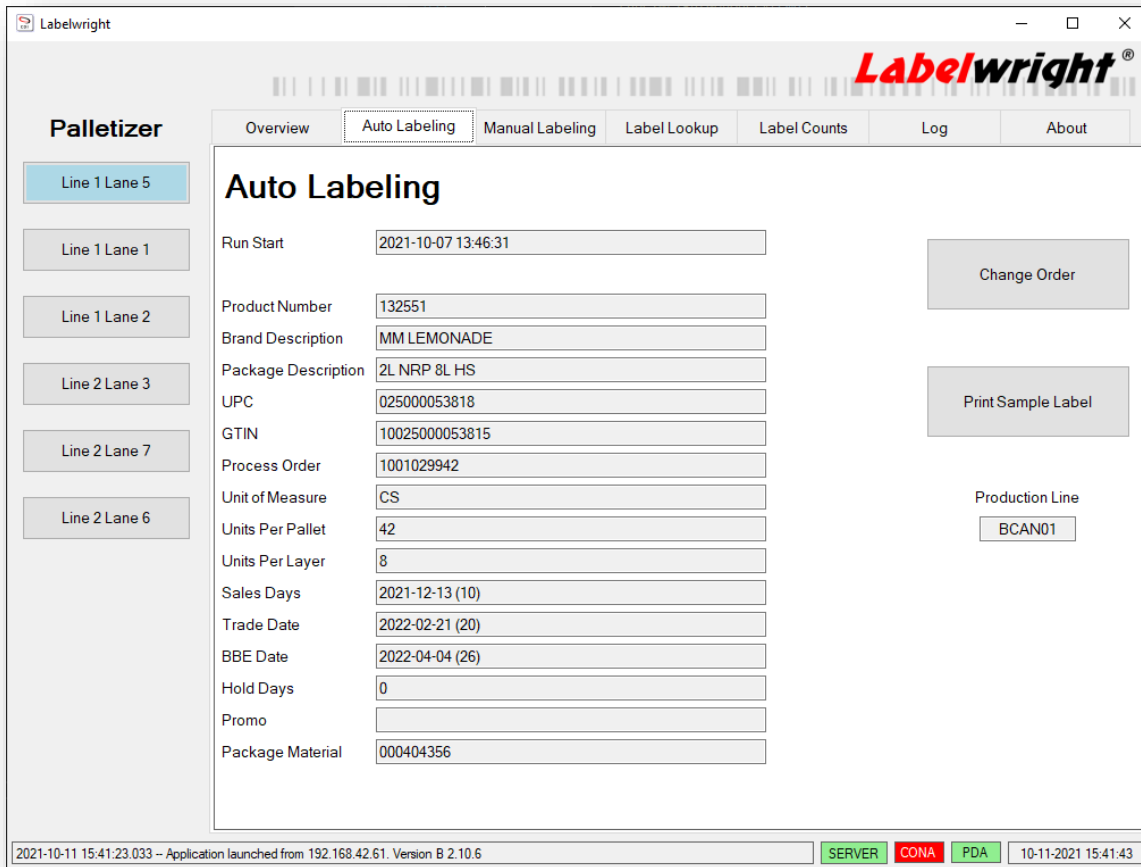 Labelwright
Labelwright®
Palletizer
Line 1 Lane 5
Line 1 Lane 1
Line 1 Lane 2
Line 2 Lane 3
Line 2 Lane 7
Line 2 Lane 6
Overview Auto Labeling Manual Labeling Label Lookup Label Counts Log About
Auto Labeling
Run Start 2021-10-07 13:46:31
Product Number 132551
Brand Description MM LEMONADE
Package Description 2L NRP 8L HS
UPC 025000053818
GTIN 10025000053815
Process Order 1001029942
Unit of Measure CS
Units Per Pallet 42
Units Per Layer 8
Sales Days 2021-12-13 (10)
Trade Date 2022-02-21 (20)
BBE Date 2022-04-04 (26)
Hold Days 0
Promo
Package Material 000404356
Change Order
Print Sample Label
Production Line
BCAN01
2021-10-11 15:41:23.033 -- Application launched from 192.168.42.61. Version B 2.10.6 SERVER CONA PDA 10-11-2021 15:41:43